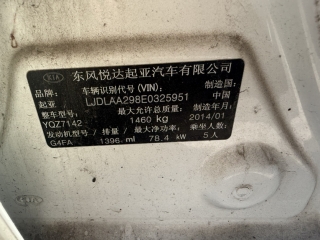 KIA 东风悦达起亚汽车有限公司 KIA
品牌: 车辆识别代号(VIN): 制造国:
起亚 LJDLAA298E0325951 中国
整车型号: 最大允许总质量: 制造年月:
YQZ7142 1460 kg 2014/01
发动机型号/排量/最大净功率 乘坐人数:
G4FA 1396 ml 78.4 kw 5人